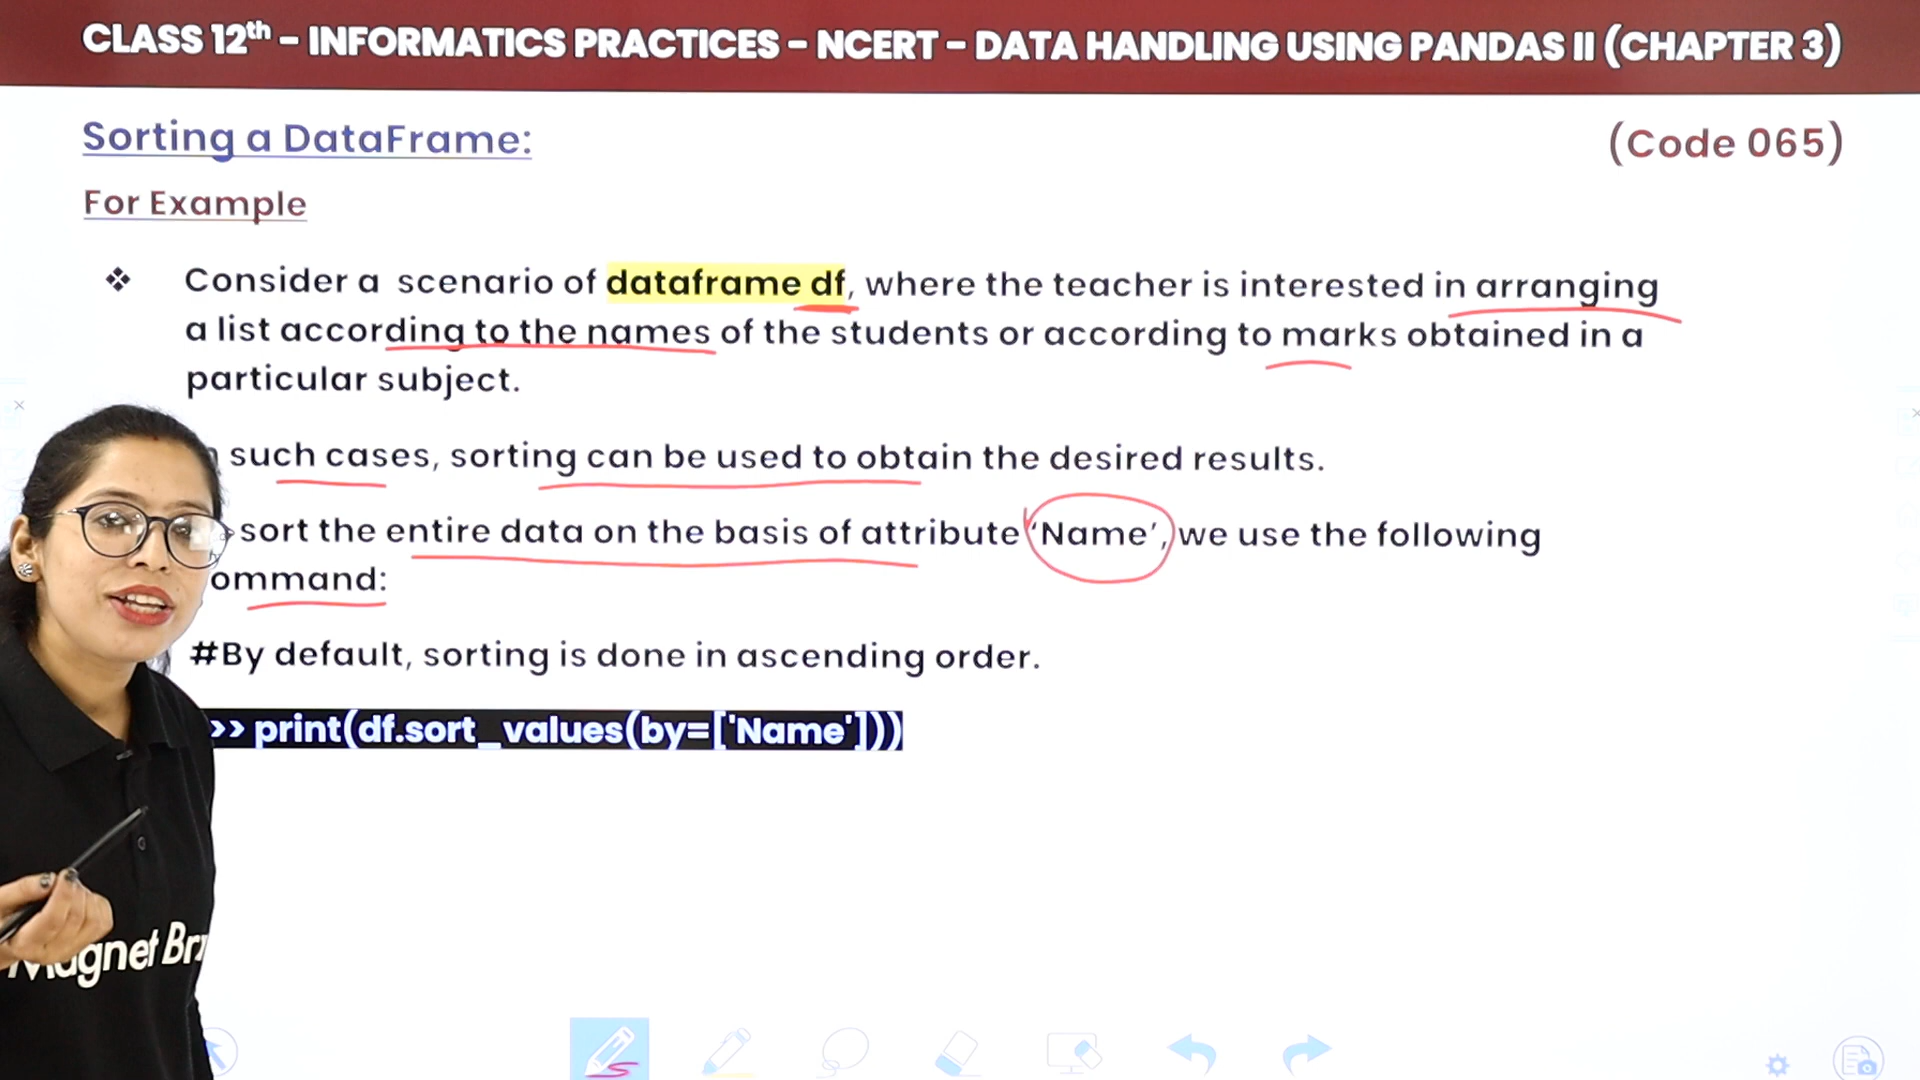 CLASS 12th – INFORMATICS PRACTICES – NCERT – DATA HANDLING USING PANDAS II (CHAPTER 3)
Sorting a DataFrame:
(Code 065)
For Example
❖ Consider a scenario of dataframe df, where the teacher is interested in arranging
a list according to the names of the students or according to marks obtained in a
particular subject.
such cases, sorting can be used to obtain the desired results.
sort the entire data on the basis of attribute ‘Name’, we use the following
ommand:
#By default, sorting is done in ascending order.
>> print(df.sort_values(by=['Name']))
Magnet Br